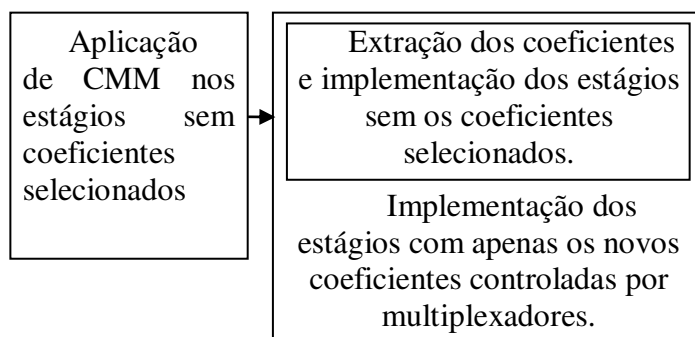 Aplicação
de CMM nos
estágios sem
coeficientes
selecionados
Extração dos coeficientes
e implementação dos estágios
sem os coeficientes
selecionados.
Implementação dos
estágios com apenas os novos
coeficientes controladas por
multiplexadores.